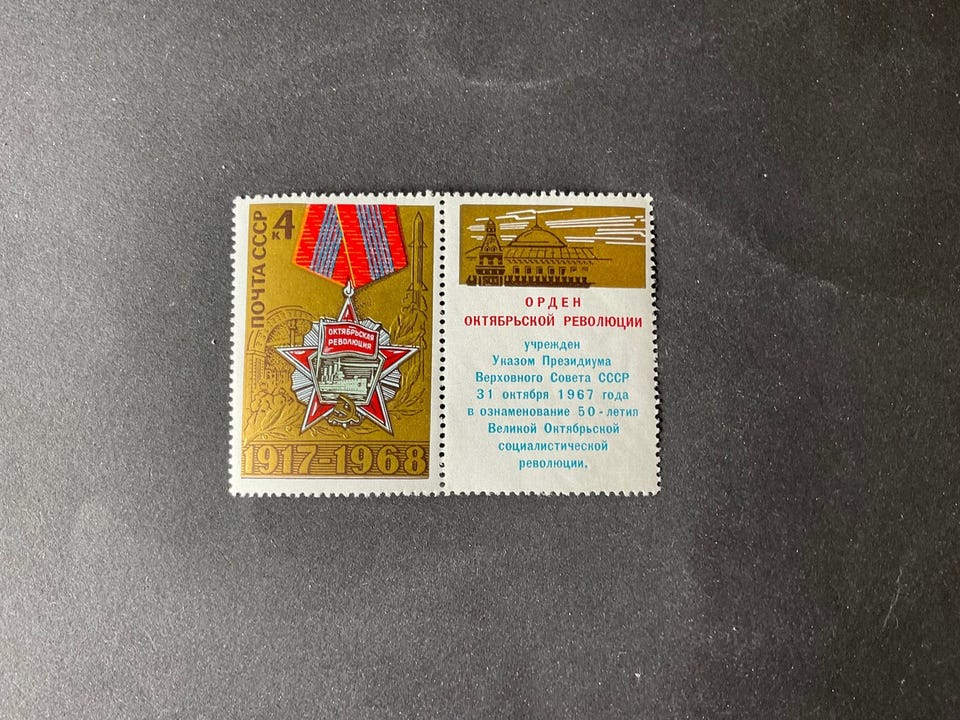 ПОЧТА СССР
4
К
ОКТЯБРЬСКАЯ
РЕВОЛЮЦИЯ
1917-1968
ОРДЕН
ОКТЯБРЬСКОЙ РЕВОЛЮЦИИ
учрежден
Указом Президиума
Верховного Совета СССР
31 октября 1967 года
в ознаменование 50-летия
Великой Октябрьской
социалистической
революции.